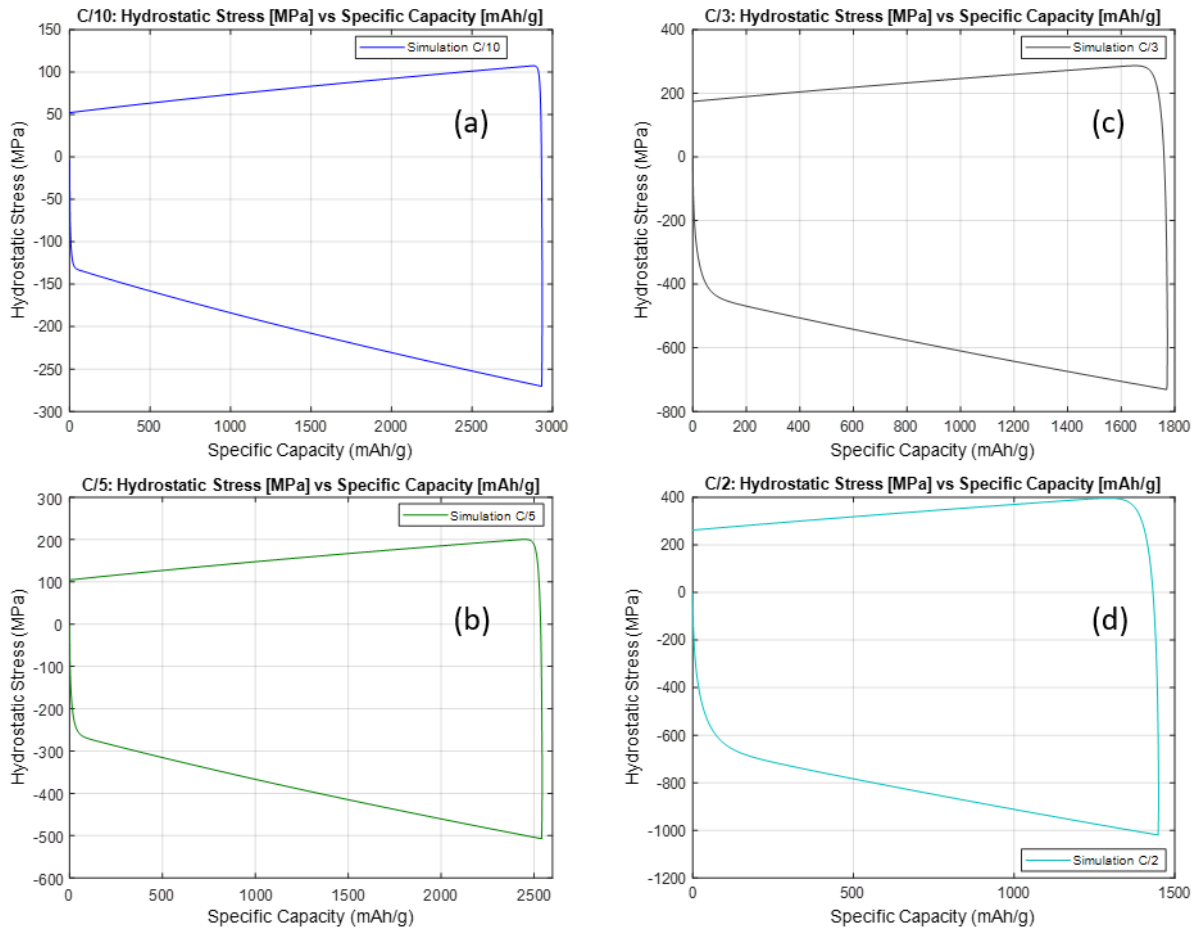 C/10: Hydrostatic Stress [MPa] vs Specific Capacity [mAh/g]
150
100
50
0
-50
-100
-150
-200
-250
-300
Hydrostatic Stress (MPa)
Simulation C/10
(a)
0 500 1000 1500 2000 2500 3000
Specific Capacity (mAh/g)
C/5: Hydrostatic Stress [MPa] vs Specific Capacity [mAh/g]
300
200
100
0
-100
-200
-300
-400
-500
-600
Hydrostatic Stress (MPa)
Simulation C/5
(b)
0 500 1000 1500 2000 2500
Specific Capacity (mAh/g)
C/3: Hydrostatic Stress [MPa] vs Specific Capacity [mAh/g]
400
200
0
-200
-400
-600
-800
Hydrostatic Stress (MPa)
Simulation C/3
(c)
0 200 400 600 800 1000 1200 1400 1600 1800
Specific Capacity (mAh/g)
C/2: Hydrostatic Stress [MPa] vs Specific Capacity [mAh/g]
400
200
0
-200
-400
-600
-800
-1000
-1200
Hydrostatic Stress (MPa)
(d)
Simulation C/2
0 500 1000 1500
Specific Capacity (mAh/g)